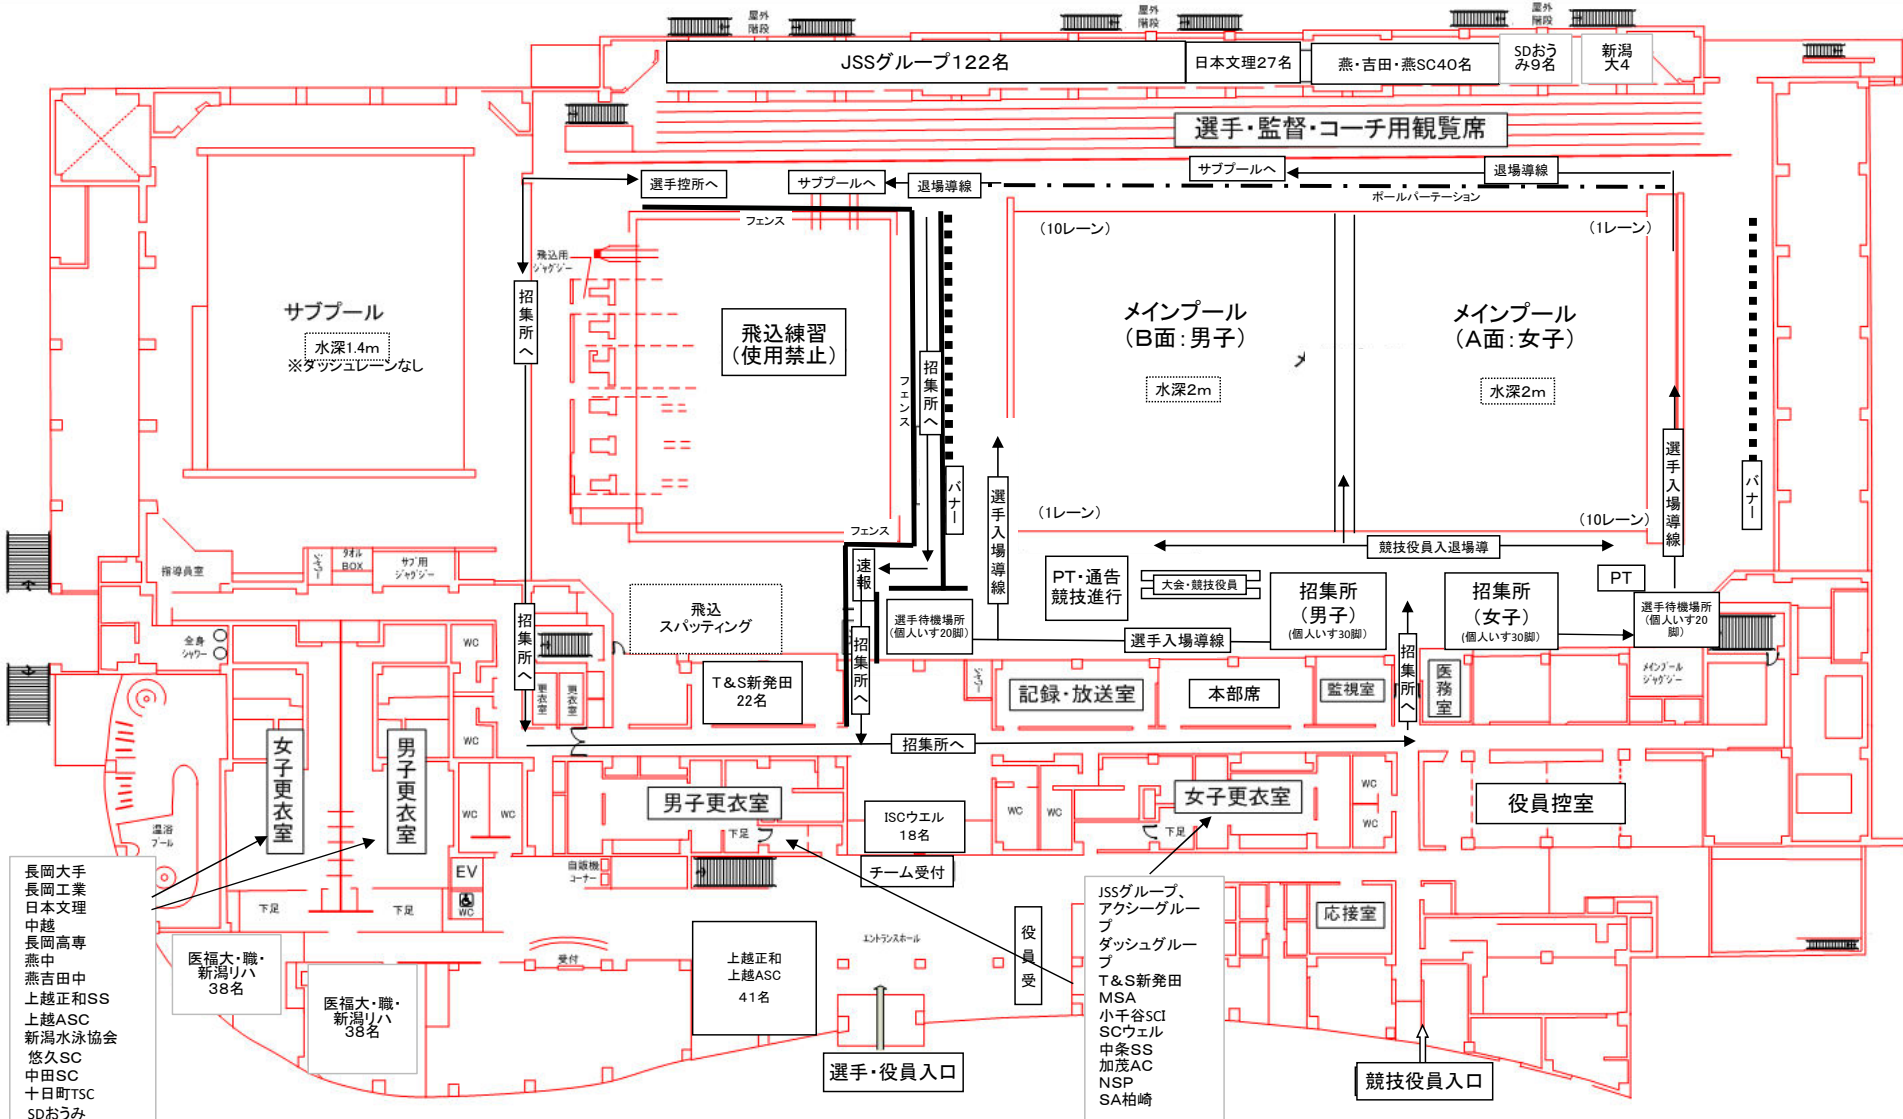 屋外
階段
屋外
階段
屋外
階段
JSSグループ122名
日本文理27名
燕・吉田・燕SC40名
SDおう
み9名
新潟
大4
選手・監督・コーチ用観覧席
選手控所へ
サブプールへ
退場導線
サブプールへ
退場導線
ポールパーテーション
フェンス
(10レーン)
(1レーン)
飛込用
ジャグジー
招集所へ
サブプール
水深1.4m
※ダッシュレーンなし
飛込練習
(使用禁止)
フェンス
招集所へ
メインプール
(B面:男子)
水深2m
メインプール
(A面:女子)
水深2m
バナー
選手入場導線
選手入場導線
バナー
(1レーン)
(10レーン)
フェンス
競技役員入退場導
指導員室
シャワー
タオル
BOX
サブ用
ジャグジー
速報
PT・通告
競技進行
大会・競技役員
招集所
(男子)
(個人いす30脚)
招集所
(女子)
(個人いす30脚)
PT
選手待機場所
(個人いす20
脚)
飛込
スパッティング
選手待機場所
(個人いす20脚)
選手入場導線
招集所へ
招集所へ
招集所へ
全身
シャワー
WC
更衣室
更衣室
T&S新発田
22名
シャワー
記録・放送室
本部席
監視室
医務室
メインプール
ジャグジー
女子更衣室
男子更衣室
WC
招集所へ
男子更衣室
下足
WC
WC
ISCウエル
18名
WC
WC
女子更衣室
下足
WC
WC
役員控室
温浴
プール
EV
WC
自販機
コーナー
チーム受付
下足
下足
長岡大手
長岡工業
日本文理
中越
長岡高専
燕中
燕吉田中
上越正和SS
上越ASC
新潟水泳協会
悠久SC
中田SC
十日町TSC
SDおうみ
医福大・職・
新潟リハ
38名
医福大・職・
新潟リハ
38名
受付
上越正和
上越ASC
41名
エントランスホール
役員受
JSSグループ、
アクシーグルー
プ
ダッシュグルー
プ
T&S新発田
MSA
小千谷SCI
SCウェル
中条SS
加茂AC
NSP
SA柏崎
応接室
選手・役員入口
競技役員入口